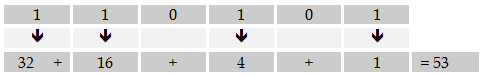 1 1 0 1 0 1
32 + 16 + 4 + 1 = 53